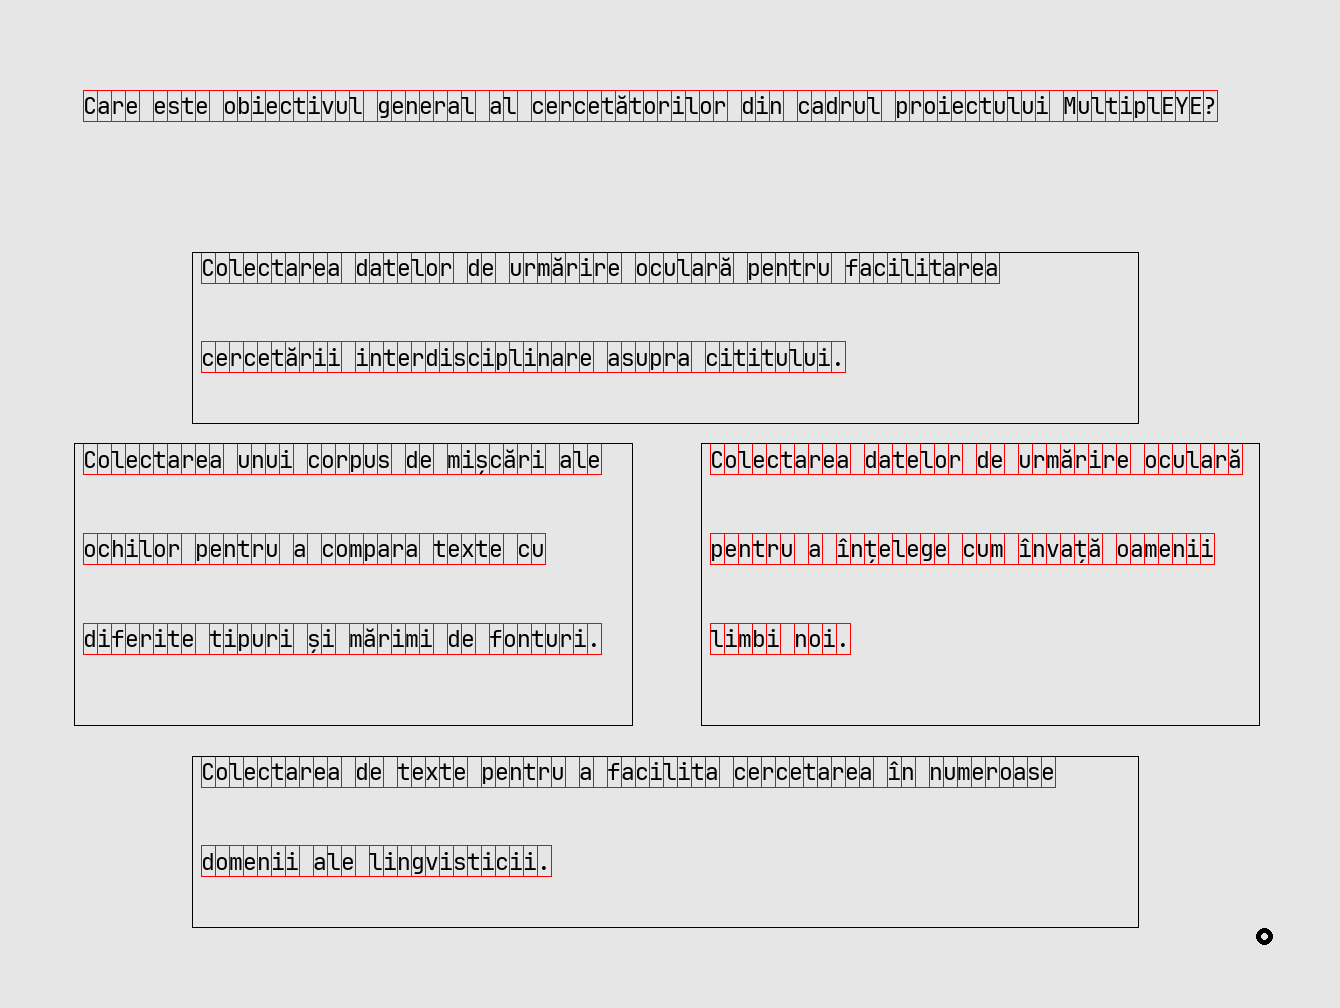 Care este obiectivul general al cercetătorilor din cadrul proiectului MultiplEYE?
Colectarea datelor de urmărire oculară pentru facilitarea
cercetării interdisciplinare asupra cititului.
Colectarea unui corpus de mișcări ale
ochilor pentru a compara texte cu
diferite tipuri și mărimi de fonturi.
Colectarea datelor de urmărire oculară
pentru a înțelege cum învață oamenii
limbi noi.
Colectarea de texte pentru a facilita cercetarea în numeroase
domenii ale lingvisticii.